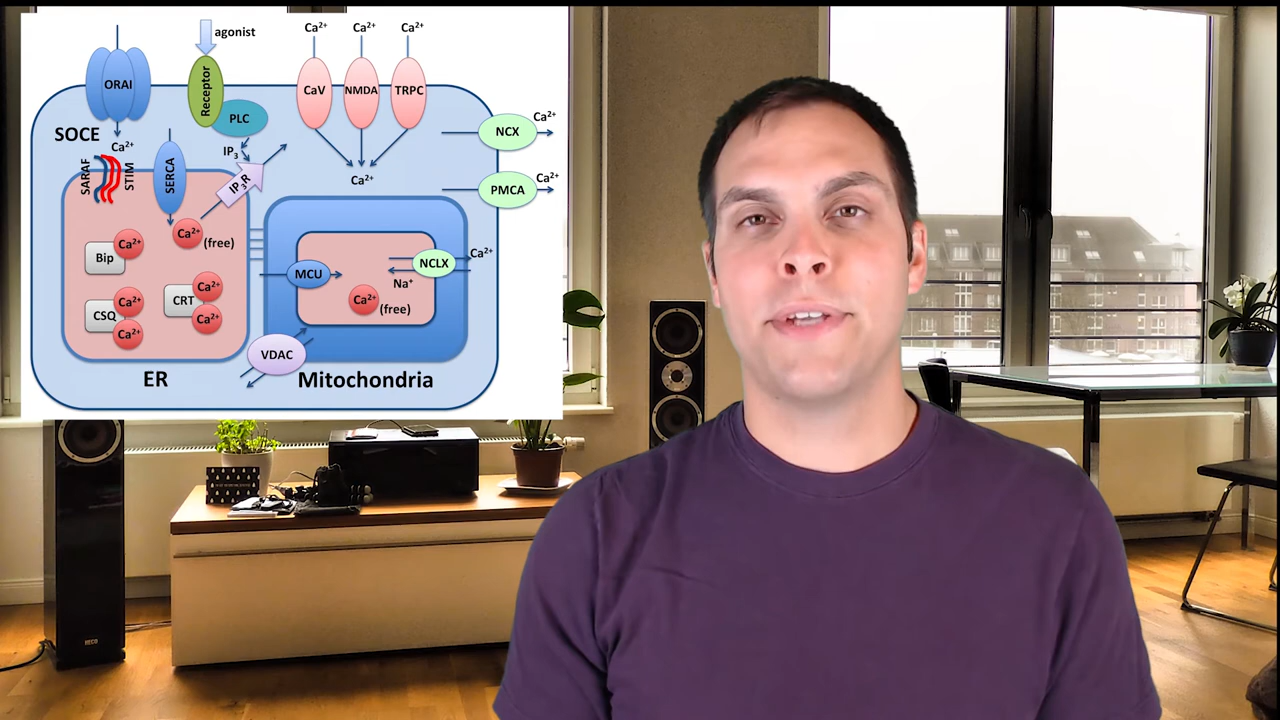 agonist
Ca²⁺
Ca²⁺
Ca²⁺
ORAI
Receptor
CaV
NMDA
TRPC
PLC
Ca²⁺
NCX
SOCE
Ca²⁺
IP₃
SARAF
STIM
SERCA
IP₃R
Ca²⁺
Ca²⁺
PMCA
Ca²⁺
(free)
Ca²⁺
Bip
Ca²⁺
NCLX
MCU
Na⁺
Ca²⁺
CRT
Ca²⁺
(free)
Ca²⁺
CSQ
Ca²⁺
Ca²⁺
VDAC
ER
Mitochondria
HECO